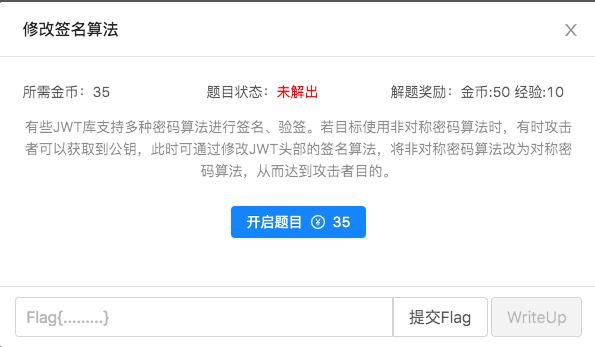 修改签名算法
所需金币：35 题目状态：未解出 解题奖励：金币:50 经验:10
有些JWT库支持多种密码算法进行签名、验签。若目标使用非对称密码算法时，有时攻击
者可以获取到公钥，此时可通过修改JWT头部的签名算法，将非对称密码算法改为对称密
码算法，从而达到攻击者目的。
开启题目 ¥ 35
Flag{.........} 提交Flag WriteUp